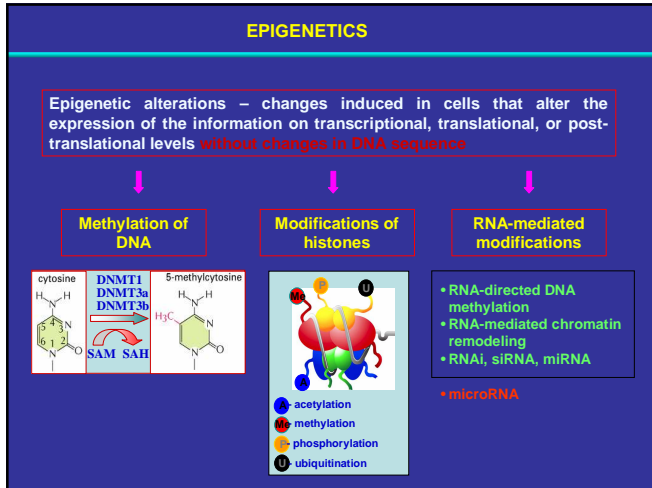 EPIGENETICS
Epigenetic alterations – changes induced in cells that alter the
expression of the information on transcriptional, translational, or post-
translational levels without changes in DNA sequence
Methylation of
DNA
Modifications of
histones
RNA-mediated
modifications
cytosine
DNMT1
DNMT3a
DNMT3b
5-methylcytosine
H H
N
4
5 3 N
6 1 2
N O
SAM SAH
H H
N
H₃C
N
N O
Me
P
U
A
A - acetylation
Me - methylation
P - phosphorylation
U - ubiquitination
• RNA-directed DNA
methylation
• RNA-mediated chromatin
remodeling
• RNAi, siRNA, miRNA
• microRNA